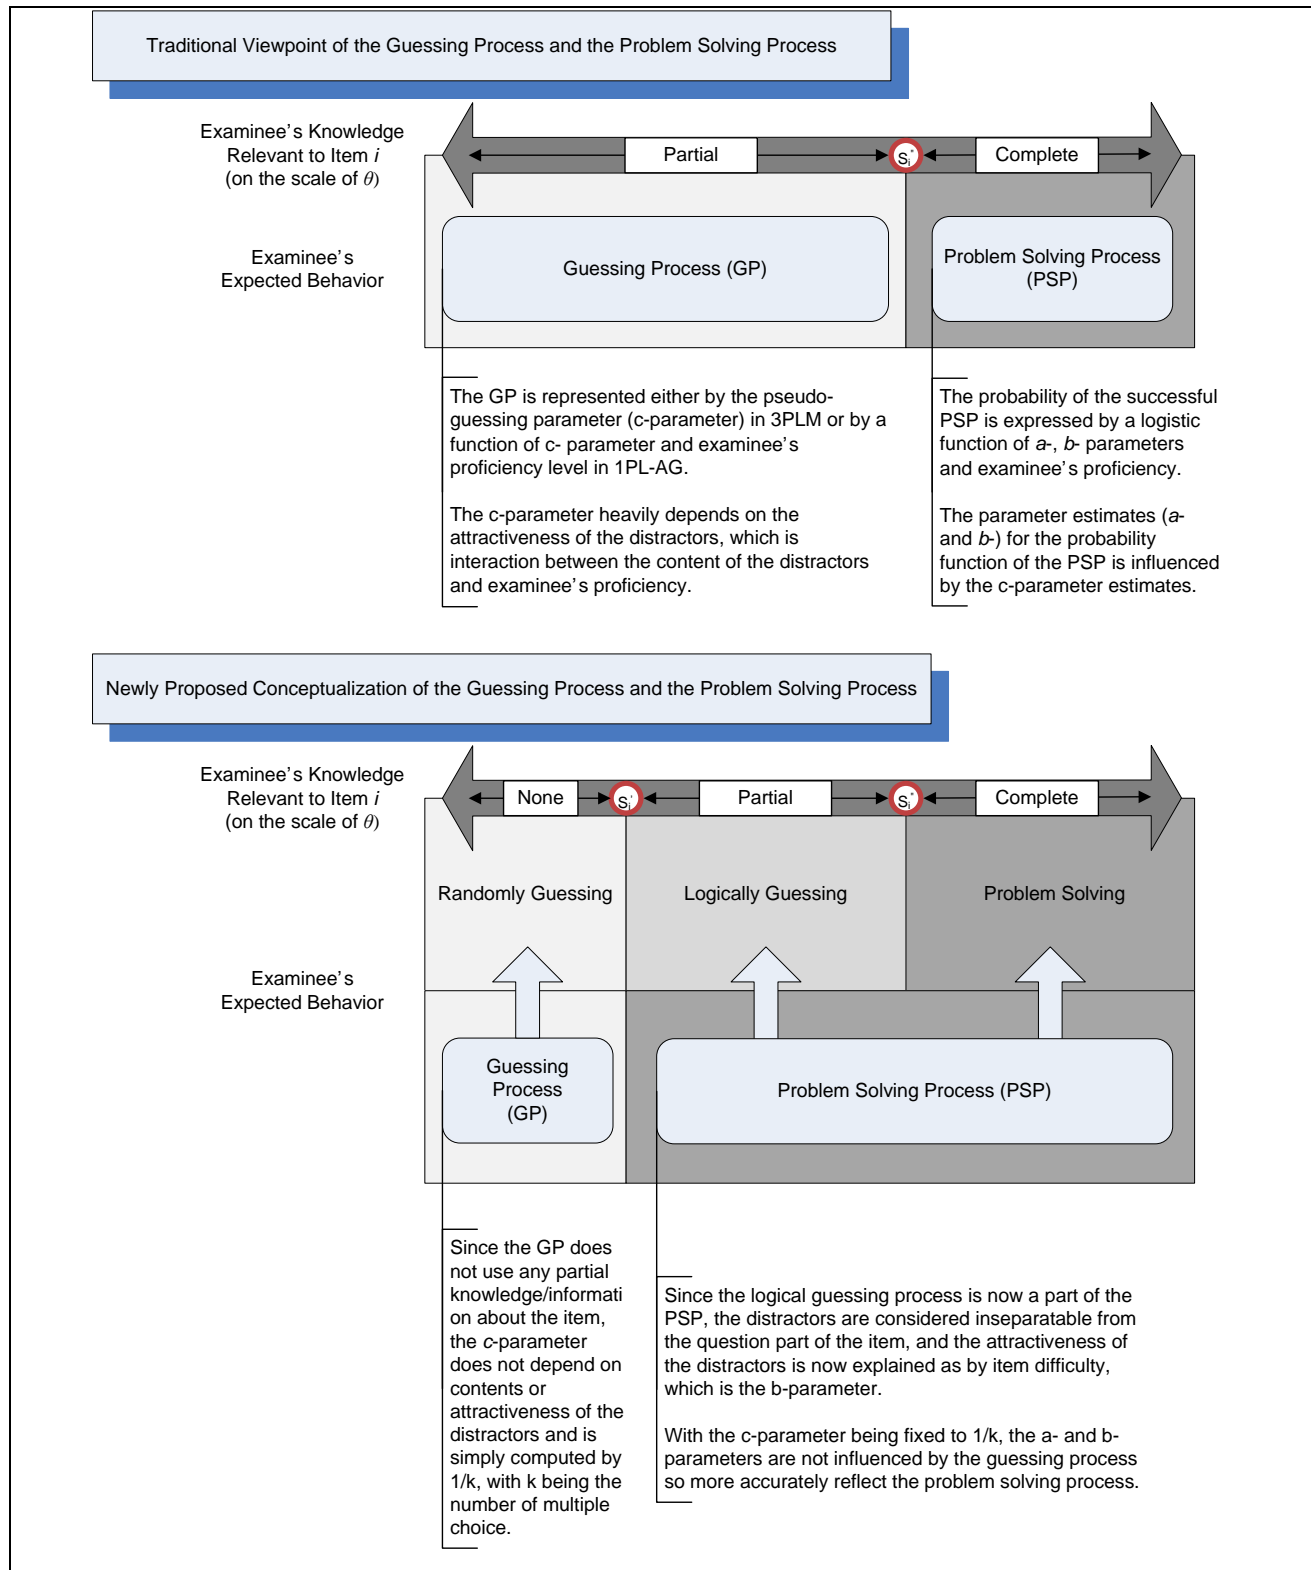 Traditional Viewpoint of the Guessing Process and the Problem Solving Process
Examinee's Knowledge
Relevant to Item i
(on the scale of θ)
Partial
Si*
Complete
Examinee's
Expected Behavior
Guessing Process (GP)
Problem Solving Process
(PSP)
The GP is represented either by the pseudo-
guessing parameter (c-parameter) in 3PLM or by a
function of c- parameter and examinee's
proficiency level in 1PL-AG.
The c-parameter heavily depends on the
attractiveness of the distractors, which is
interaction between the content of the distractors
and examinee's proficiency.
The probability of the successful
PSP is expressed by a logistic
function of a-, b- parameters
and examinee's proficiency.
The parameter estimates (a-
and b-) for the probability
function of the PSP is influenced
by the c-parameter estimates.
Newly Proposed Conceptualization of the Guessing Process and the Problem Solving Process
Examinee's Knowledge
Relevant to Item i
(on the scale of θ)
None
Si
Partial
Si*
Complete
Randomly Guessing
Logically Guessing
Problem Solving
Examinee's
Expected Behavior
Guessing
Process
(GP)
Problem Solving Process (PSP)
Since the GP does
not use any partial
knowledge/informati
on about the item,
the c-parameter
does not depend on
contents or
attractiveness of the
distractors and is
simply computed by
1/k, with k being the
number of multiple
choice.
Since the logical guessing process is now a part of the
PSP, the distractors are considered inseparatable from
the question part of the item, and the attractiveness of
the distractors is now explained as by item difficulty,
which is the b-parameter.
With the c-parameter being fixed to 1/k, the a- and b-
parameters are not influenced by the guessing process
so more accurately reflect the problem solving process.